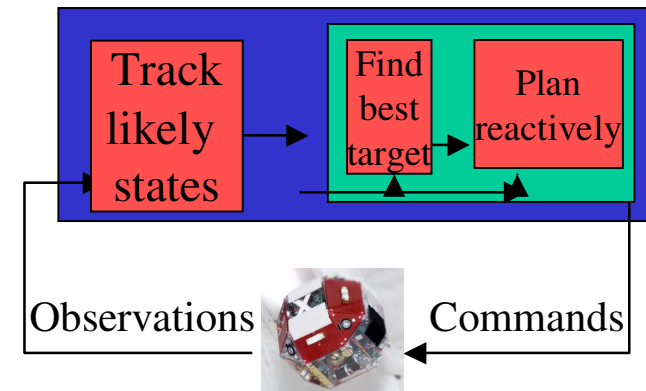 Track
likely
states
Find
best
target
Plan
reactively
Observations
Commands